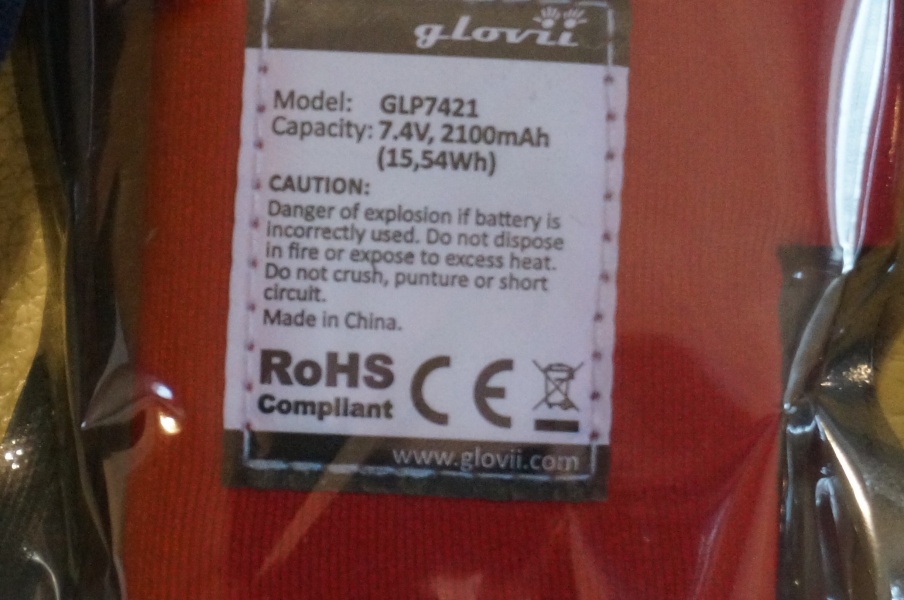 glovii
Model: GLP7421
Capacity: 7.4V, 2100mAh
(15,54Wh)
CAUTION:
Danger of explosion if battery is
incorrectly used. Do not dispose
in fire or expose to excess heat.
Do not crush, punture or short
circuit.
Made in China.
RoHS
Compliant
CE
www.glovii.com